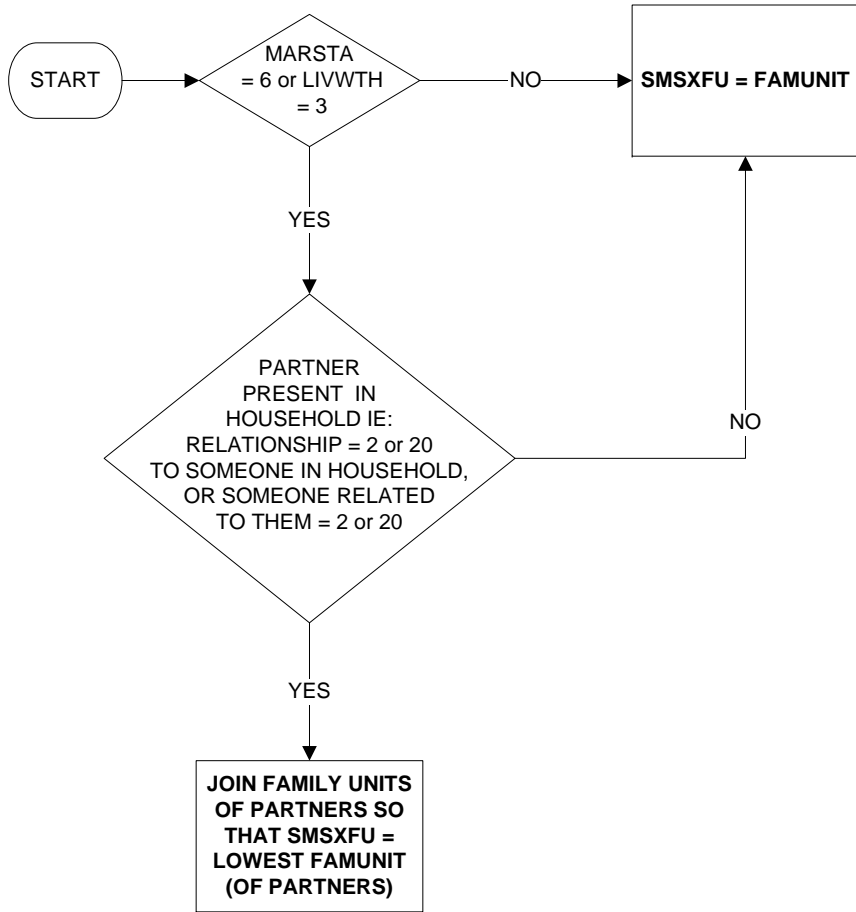 START
MARSTA
= 6 or LIVWTH
= 3
NO
SMSXFU = FAMUNIT
YES
PARTNER
PRESENT IN
HOUSEHOLD IE:
RELATIONSHIP = 2 or 20
TO SOMEONE IN HOUSEHOLD,
OR SOMEONE RELATED
TO THEM = 2 or 20
NO
YES
JOIN FAMILY UNITS
OF PARTNERS SO
THAT SMSXFU =
LOWEST FAMUNIT
(OF PARTNERS)